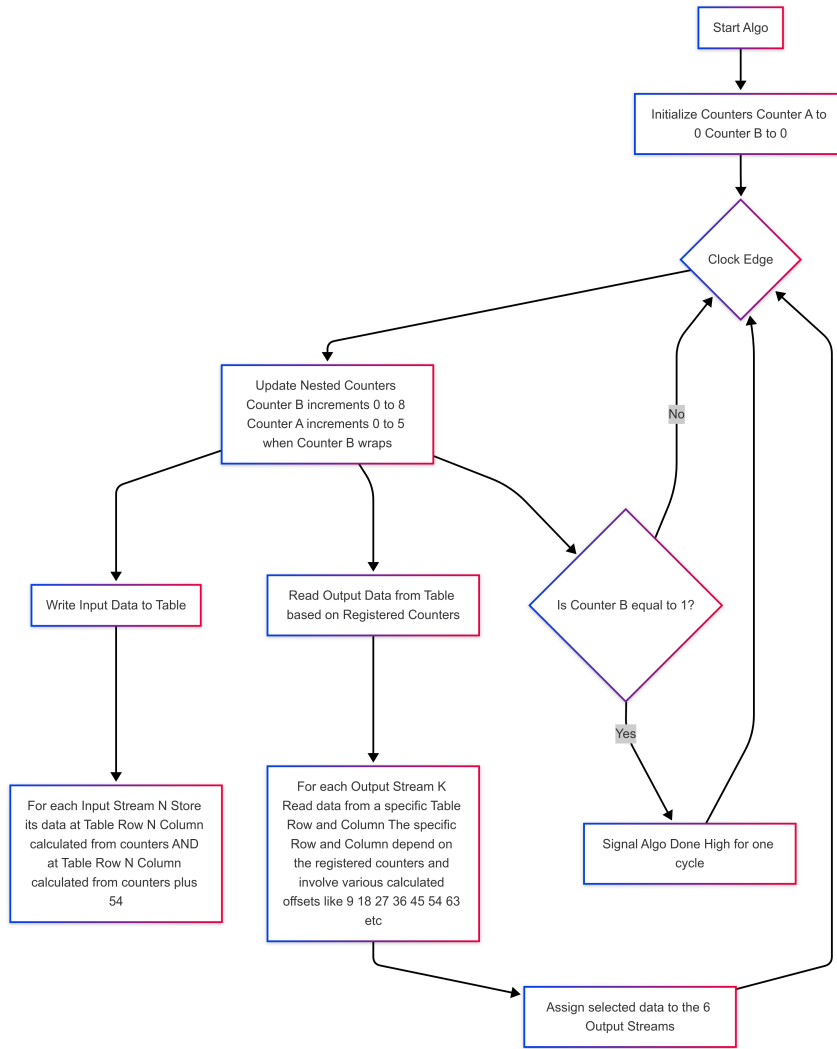 Start Algo
Initialize Counters Counter A to
0 Counter B to 0
Clock Edge
Update Nested Counters
Counter B increments 0 to 8
Counter A increments 0 to 5
when Counter B wraps
No
Write Input Data to Table
Read Output Data from Table
based on Registered Counters
Is Counter B equal to 1?
Yes
For each Input Stream N Store
its data at Table Row N Column
calculated from counters AND
at Table Row N Column
calculated from counters plus
54
For each Output Stream K
Read data from a specific Table
Row and Column The specific
Row and Column depend on
the registered counters and
involve various calculated
offsets like 9 18 27 36 45 54 63
etc
Signal Algo Done High for one
cycle
Assign selected data to the 6
Output Streams